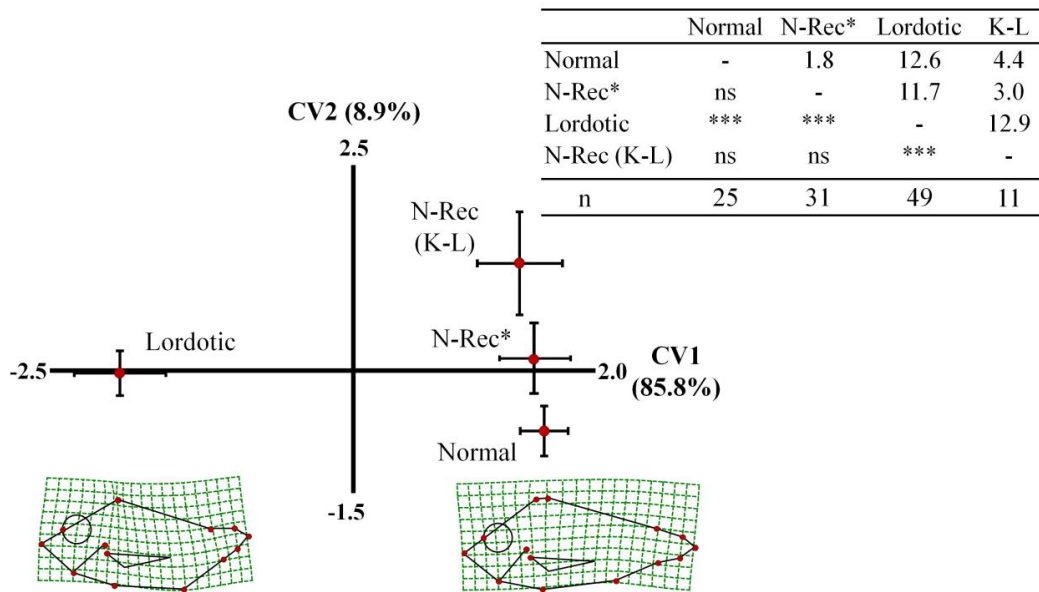 Normal N-Rec* Lordotic K-L
Normal - 1.8 12.6 4.4
N-Rec* ns - 11.7 3.0
Lordotic *** *** - 12.9
N-Rec (K-L) ns ns *** -
n 25 31 49 11
CV2 (8.9%)
2.5
N-Rec
(K-L)
Lordotic
N-Rec*
CV1
-2.5
2.0
(85.8%)
Normal
-1.5